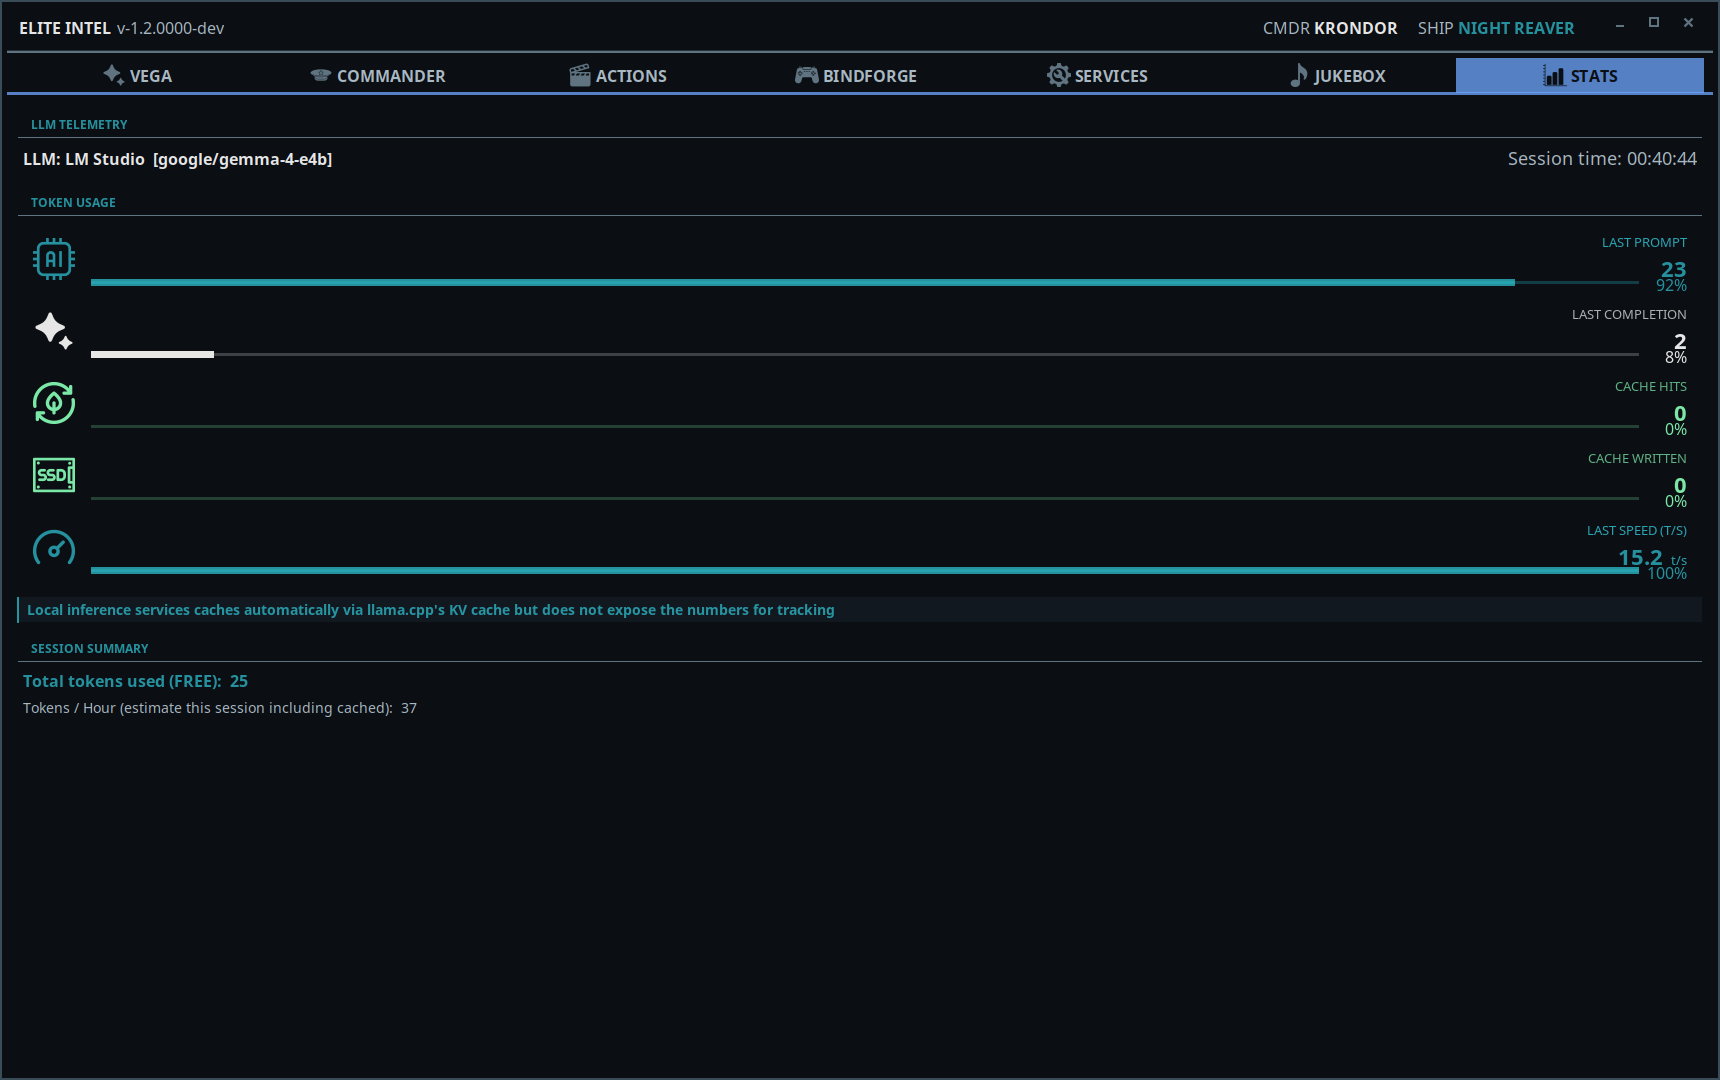 ELITE INTEL v-1.2.0000-dev CMDR KRONDOR SHIP NIGHT REAVER
VEGA COMMANDER ACTIONS BINDFORGE SERVICES JUKEBOX STATS
LLM TELEMETRY
LLM: LM Studio [google/gemma-4-e4b] Session time: 00:40:44
TOKEN USAGE
AI
LAST PROMPT
23
92%
LAST COMPLETION
2
8%
CACHE HITS
0
0%
SSD
CACHE WRITTEN
0
0%
LAST SPEED (T/S)
15.2 t/s
100%
Local inference services caches automatically via llama.cpp's KV cache but does not expose the numbers for tracking
SESSION SUMMARY
Total tokens used (FREE): 25
Tokens / Hour (estimate this session including cached): 37